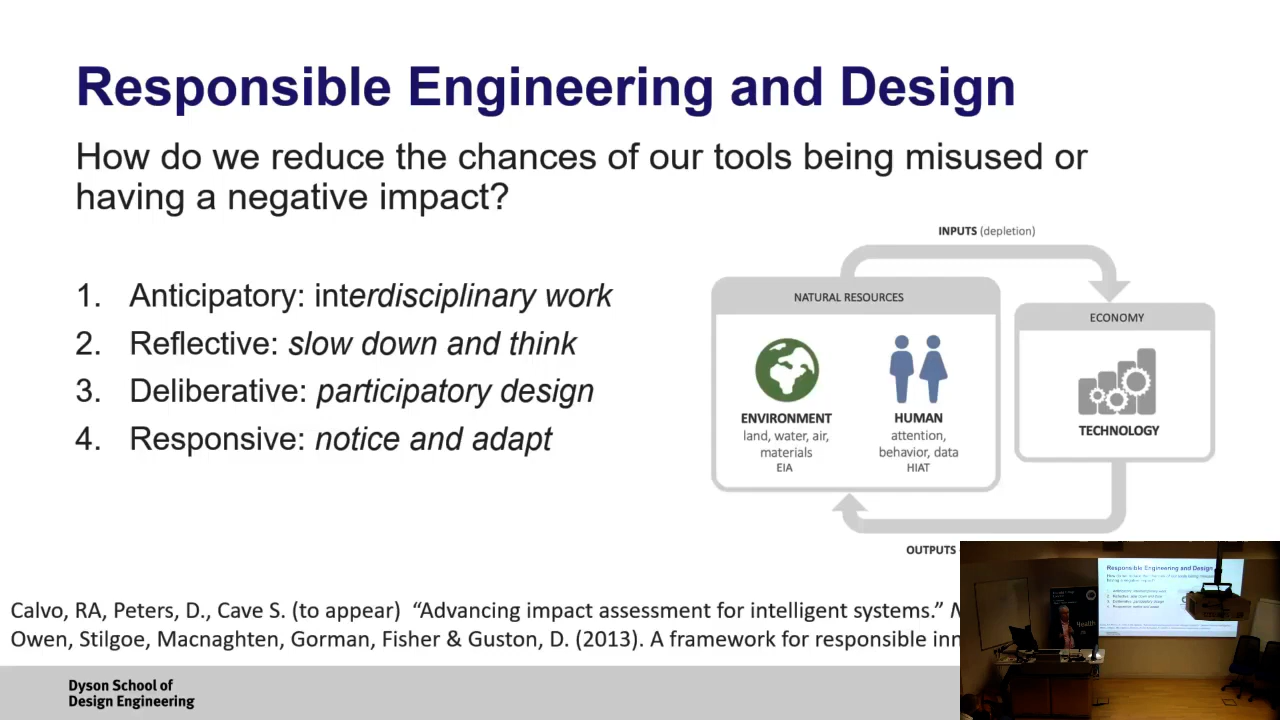 Responsible Engineering and Design
How do we reduce the chances of our tools being misused or
having a negative impact?
1. Anticipatory: interdisciplinary work
2. Reflective: slow down and think
3. Deliberative: participatory design
4. Responsive: notice and adapt
INPUTS (depletion)
NATURAL RESOURCES
ENVIRONMENT
land, water, air,
materials
EIA
HUMAN
attention,
behavior, data
HIAT
ECONOMY
TECHNOLOGY
OUTPUTS
Calvo, RA, Peters, D., Cave S. (to appear) “Advancing impact assessment for intelligent systems.”
Owen, Stilgoe, Macnaghten, Gorman, Fisher & Guston, D. (2013). A framework for responsible
Dyson School of
Design Engineering
Responsible Engineering and Design